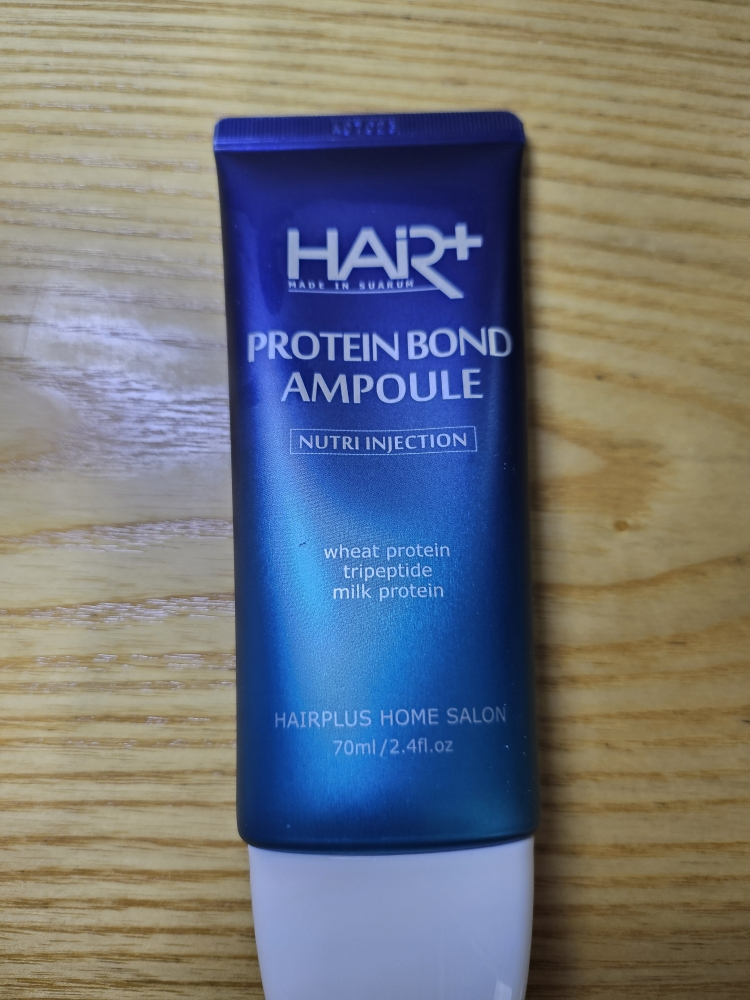 HAiR+
MADE IN SUARUM
PROTEIN BOND
AMPOULE
NUTRI INJECTION
wheat protein
tripeptide
milk protein
HAIRPLUS HOME SALON
70ml/2.4fl.oz